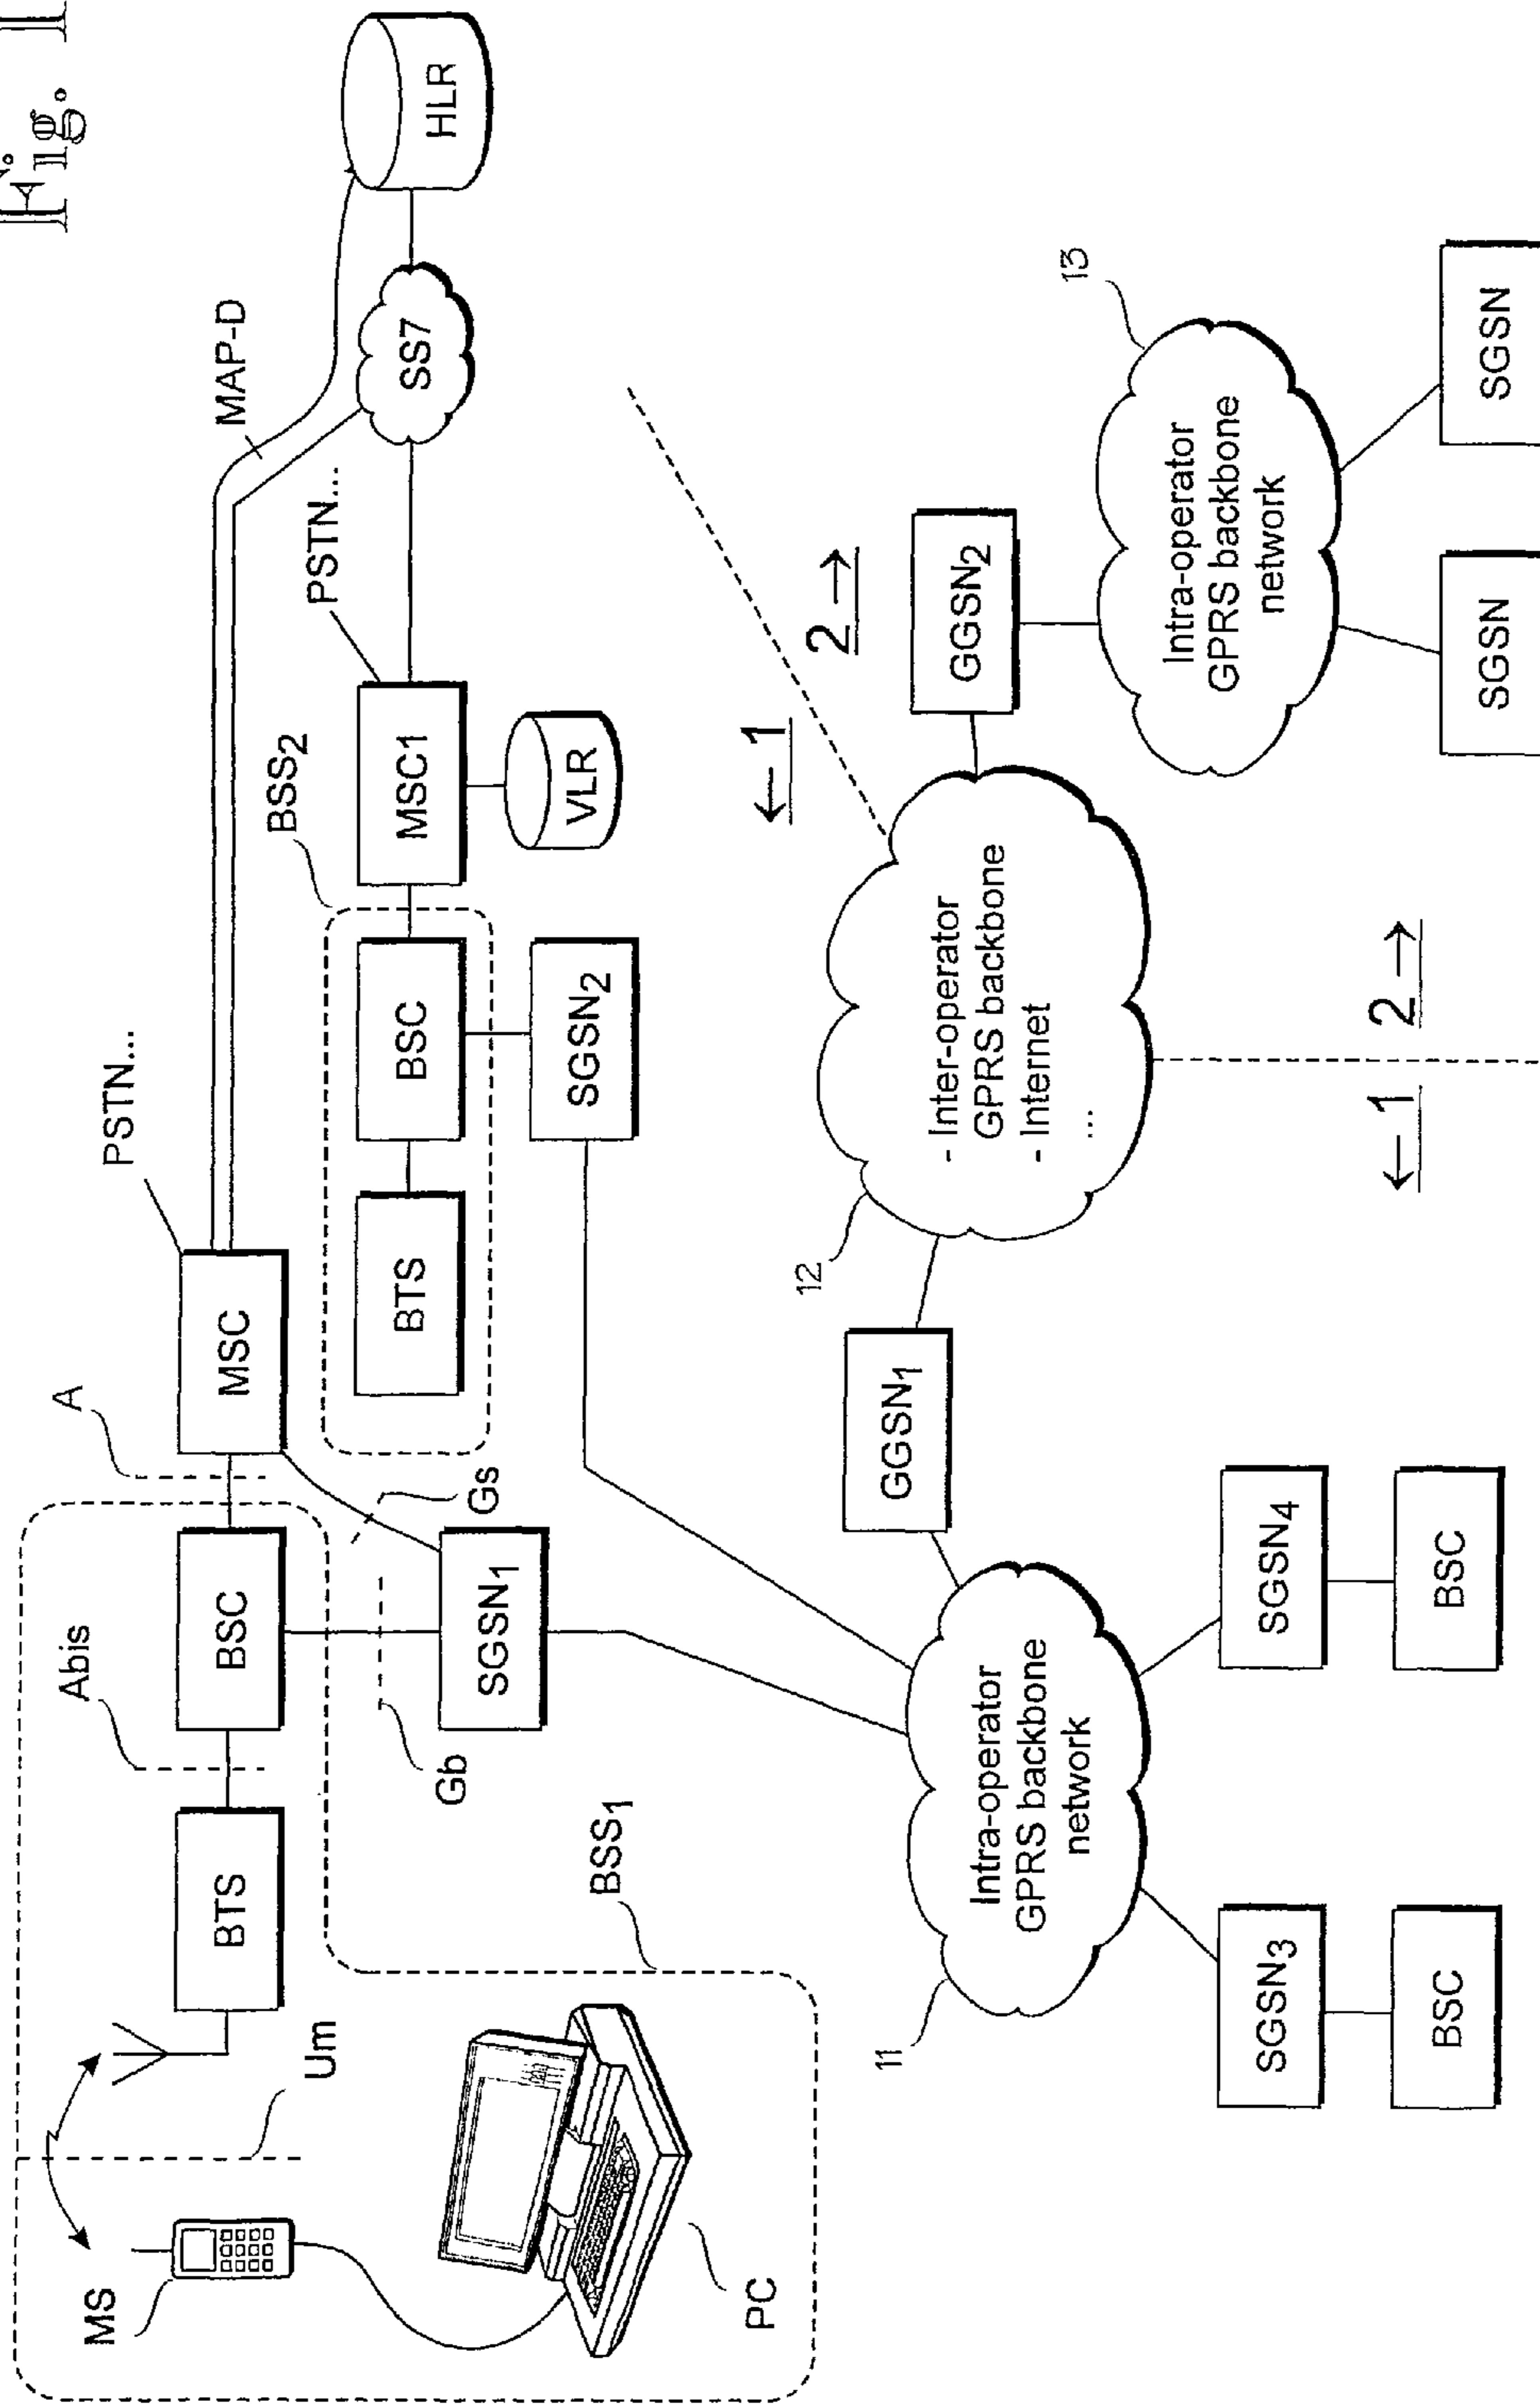 Fig. 1
MS
Um
Abis
A
PSTN...
MAP-D
BTS
BSC
MSC
PSTN...
HLR
SS7
BSS2
BTS
BSC
MSC1
VLR
Gb
Gs
SGSN1
SGSN2
PC
BSS1
← 1
2 →
11
Intra-operator
GPRS backbone
network
GGSN1
12
- Inter-operator
GPRS backbone
- Internet
...
GGSN2
13
Intra-operator
GPRS backbone
network
SGSN3
BSC
SGSN4
BSC
← 1
2 →
SGSN
SGSN